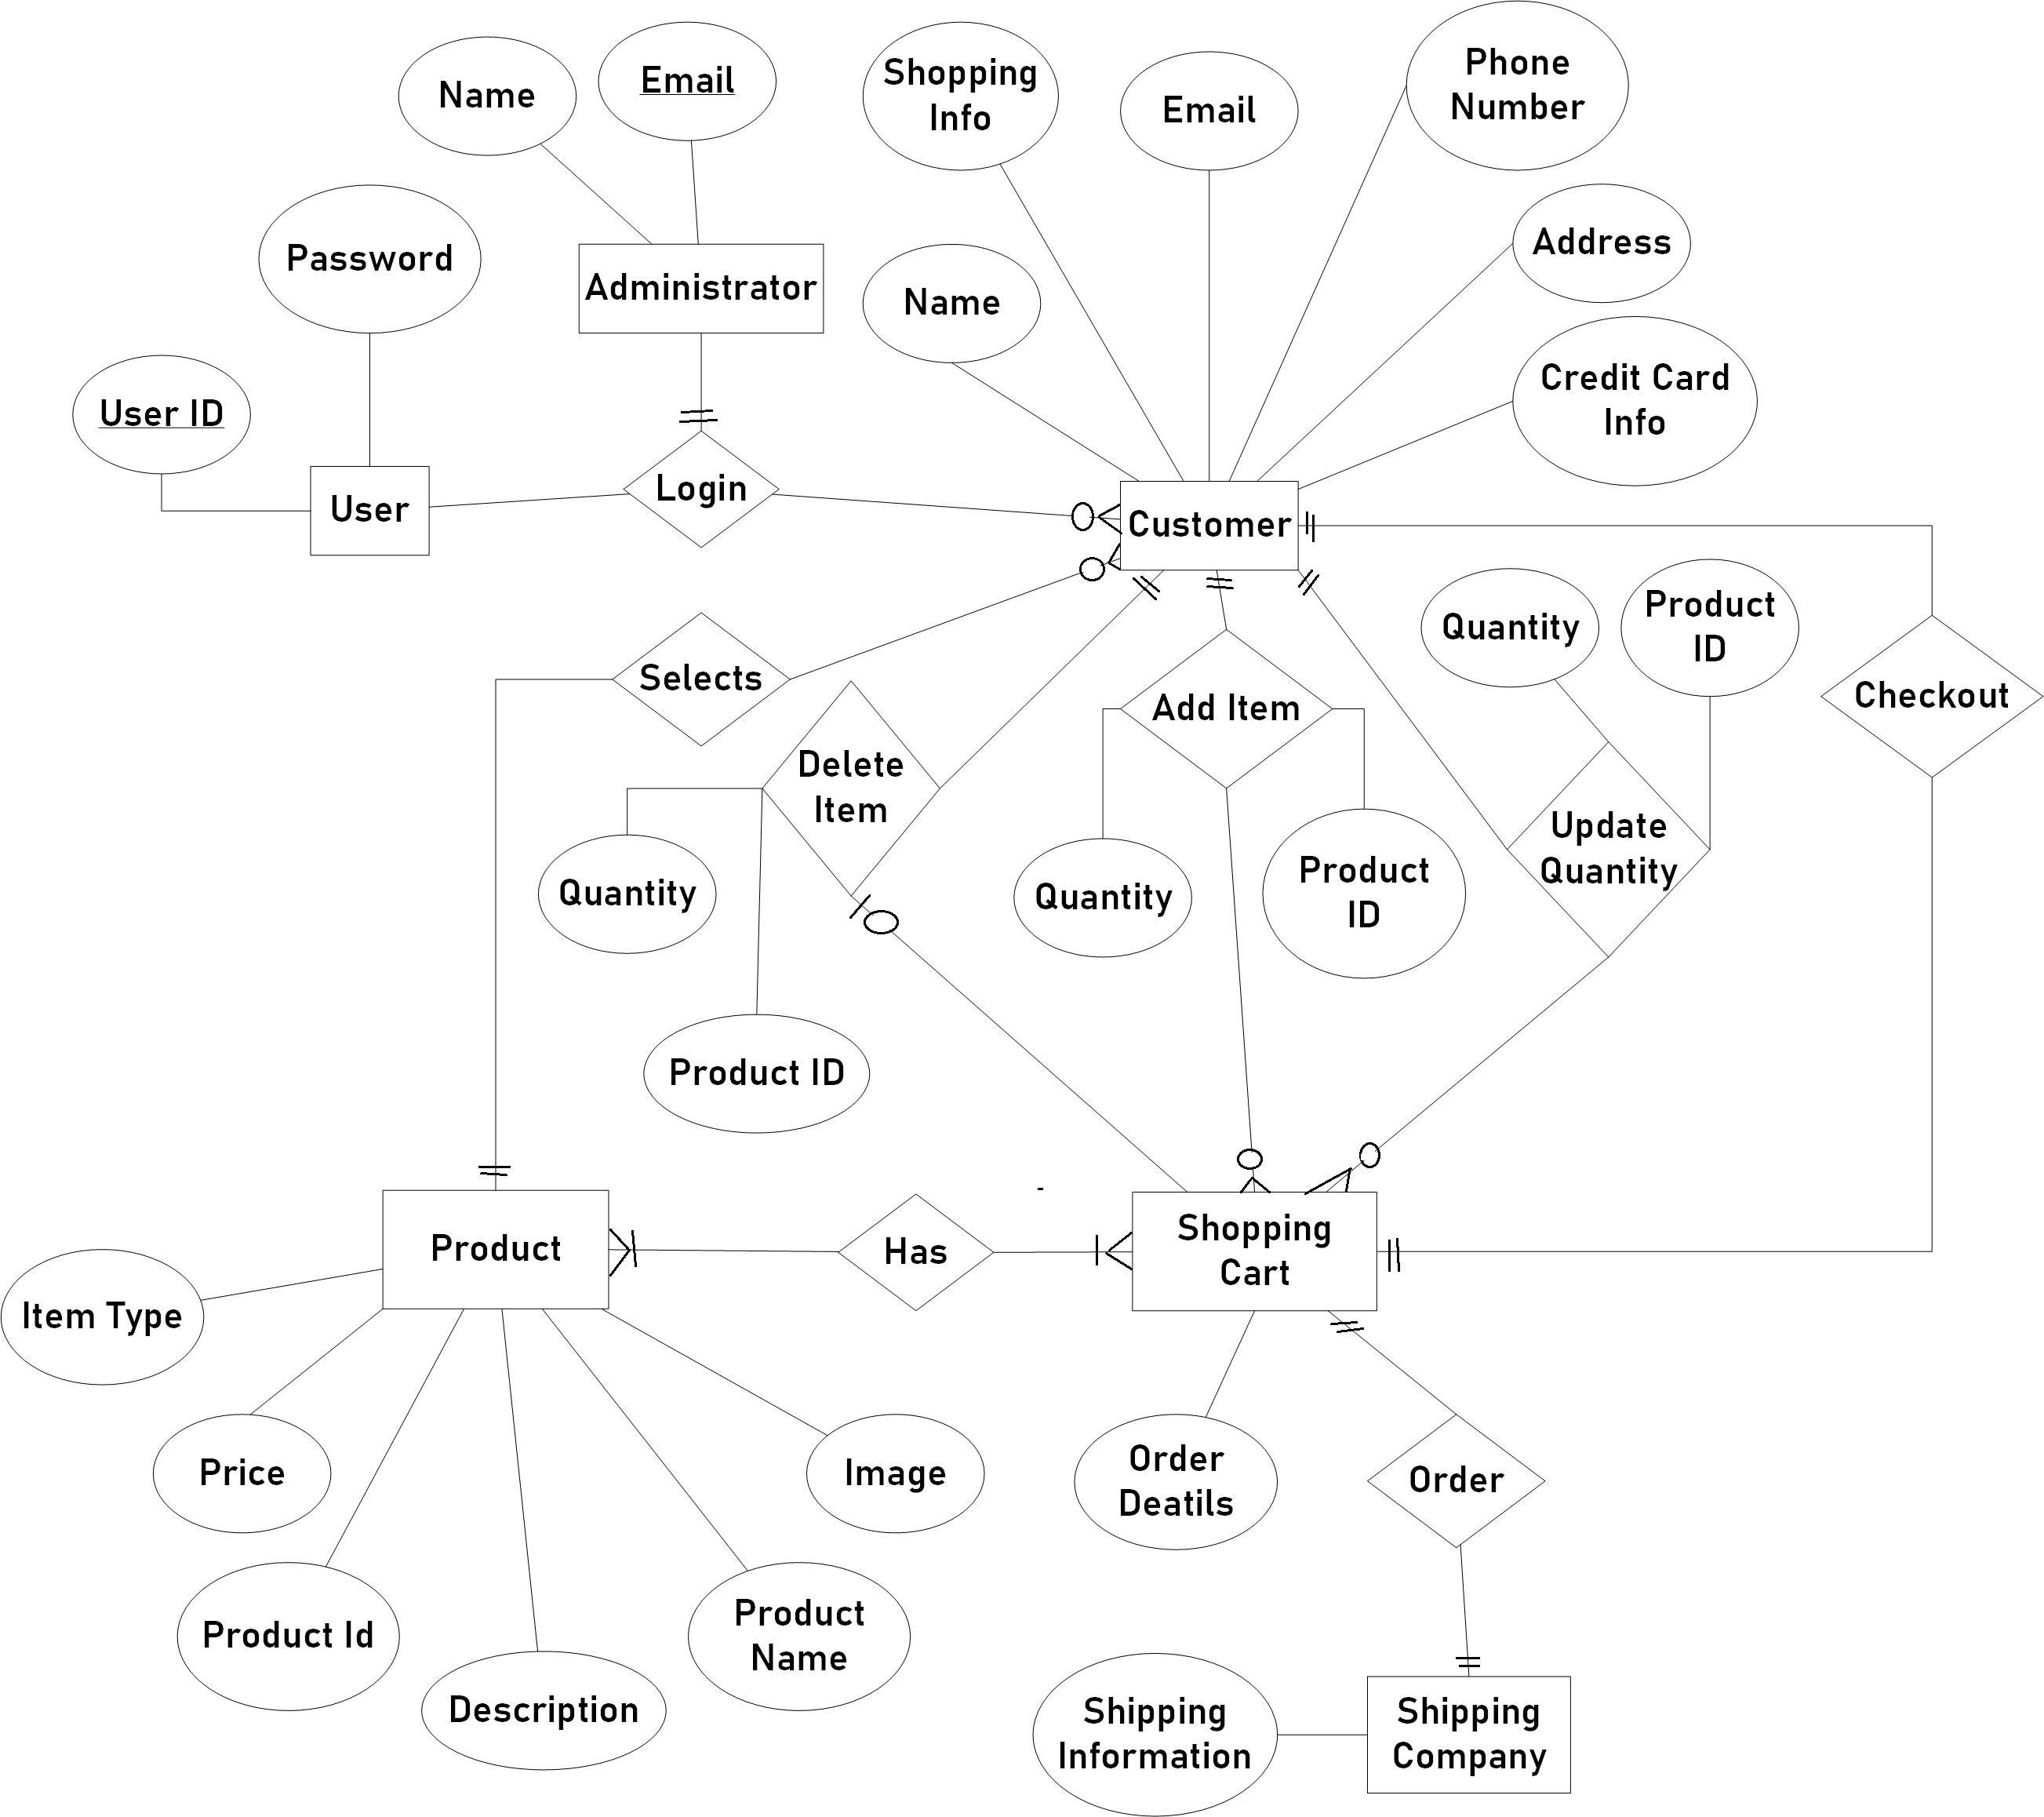 Name
Email
Shopping
Info
Email
Phone
Number
Password
Administrator
Name
Address
Credit Card
Info
User ID
User
Login
Customer
Selects
Delete
Item
Add Item
Quantity
Product
ID
Checkout
Quantity
Product ID
Quantity
Product
ID
Update
Quantity
Product
Has
Shopping
Cart
Item Type
Price
Product Id
Description
Product
Name
Image
Order
Deatils
Order
Shipping
Information
Shipping
Company